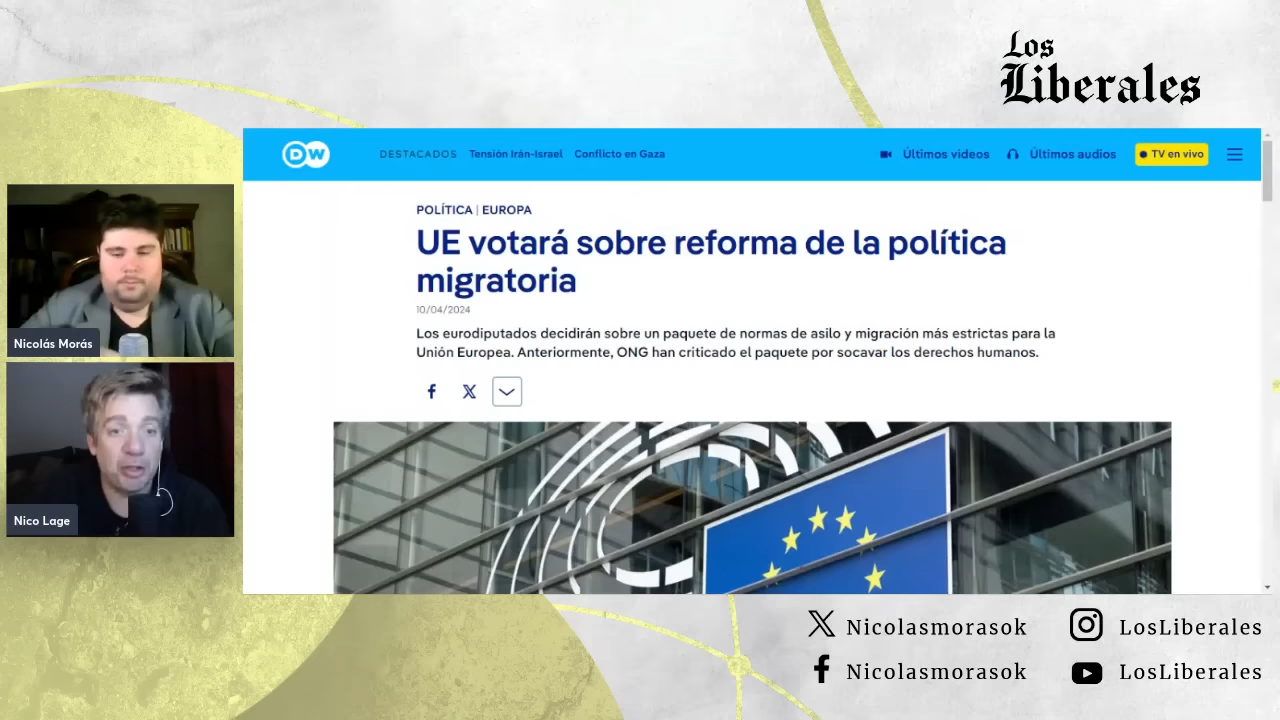 Los
Liberales
DW
DESTACADOS Tensión Irán-Israel Conflicto en Gaza
Últimos videos Últimos audios TV en vivo
POLÍTICA | EUROPA
UE votará sobre reforma de la política
migratoria
10/04/2024
Los eurodiputados decidirán sobre un paquete de normas de asilo y migración más estrictas para la
Unión Europea. Anteriormente, ONG han criticado el paquete por socavar los derechos humanos.
Nicolás Morás
Nico Lage
Nicolasmorasok
LosLiberales
Nicolasmorasok
LosLiberales